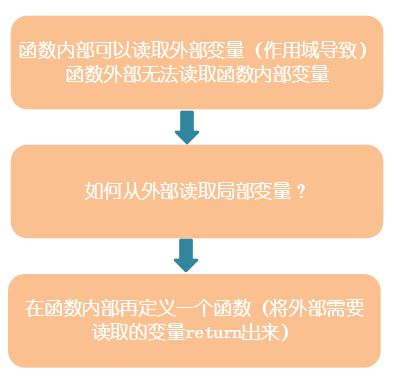 函数内部可以读取外部变量（作用域导致）
函数外部无法读取函数内部变量
如何从外部读取局部变量？
在函数内部再定义一个函数（将外部需要
读取的变量return出来）